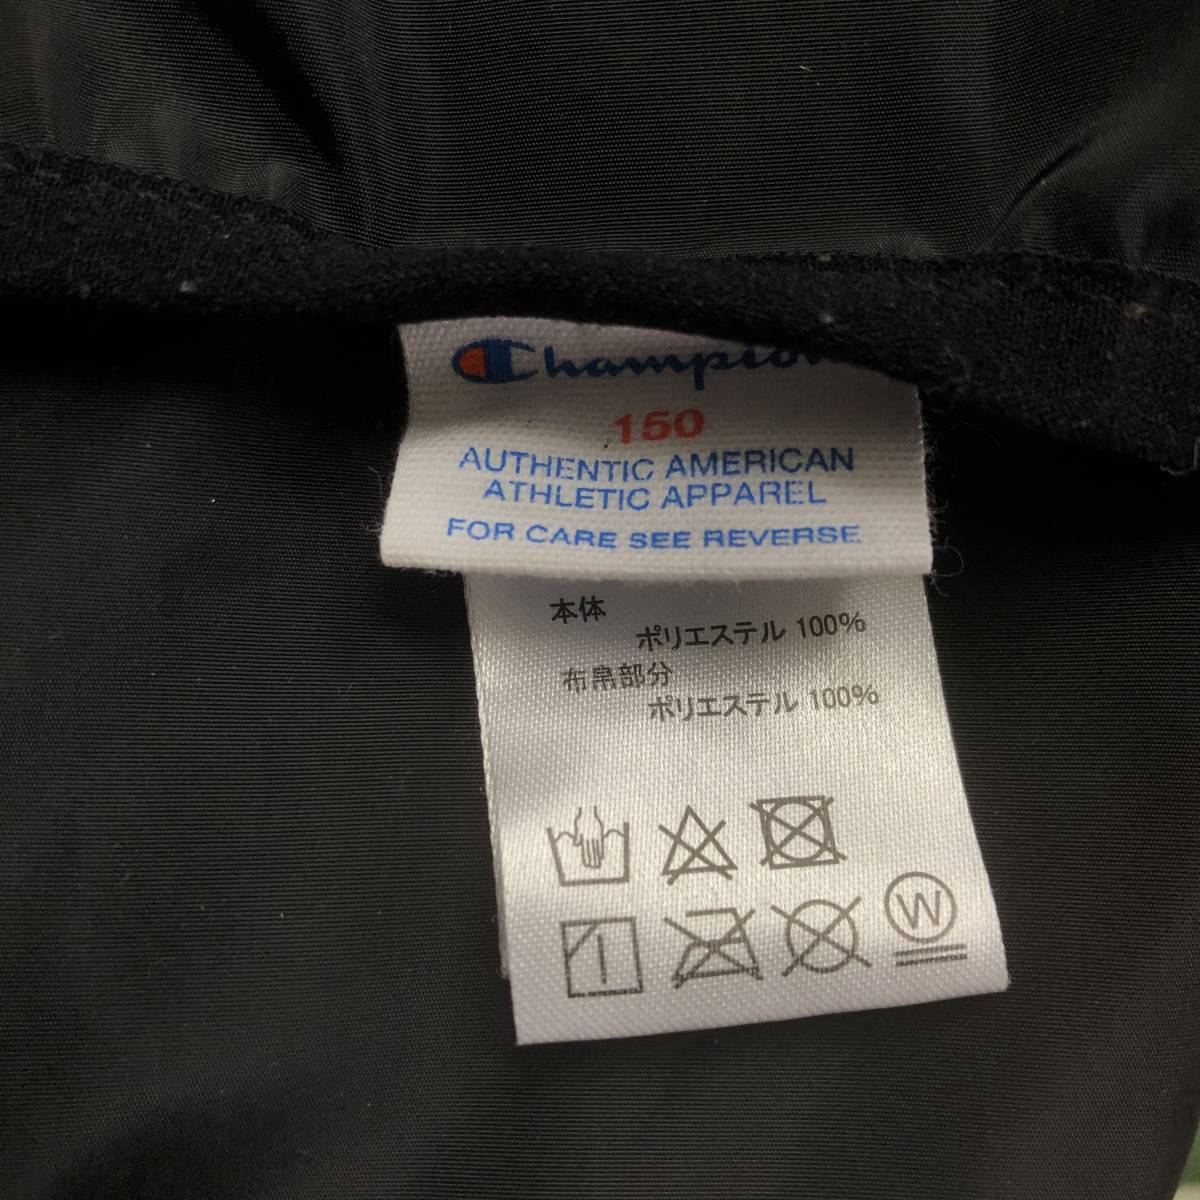 Champion
150
AUTHENTIC AMERICAN
ATHLETIC APPAREL
FOR CARE SEE REVERSE
本体
ポリエステル 100%
布帛部分
ポリエステル 100%
W